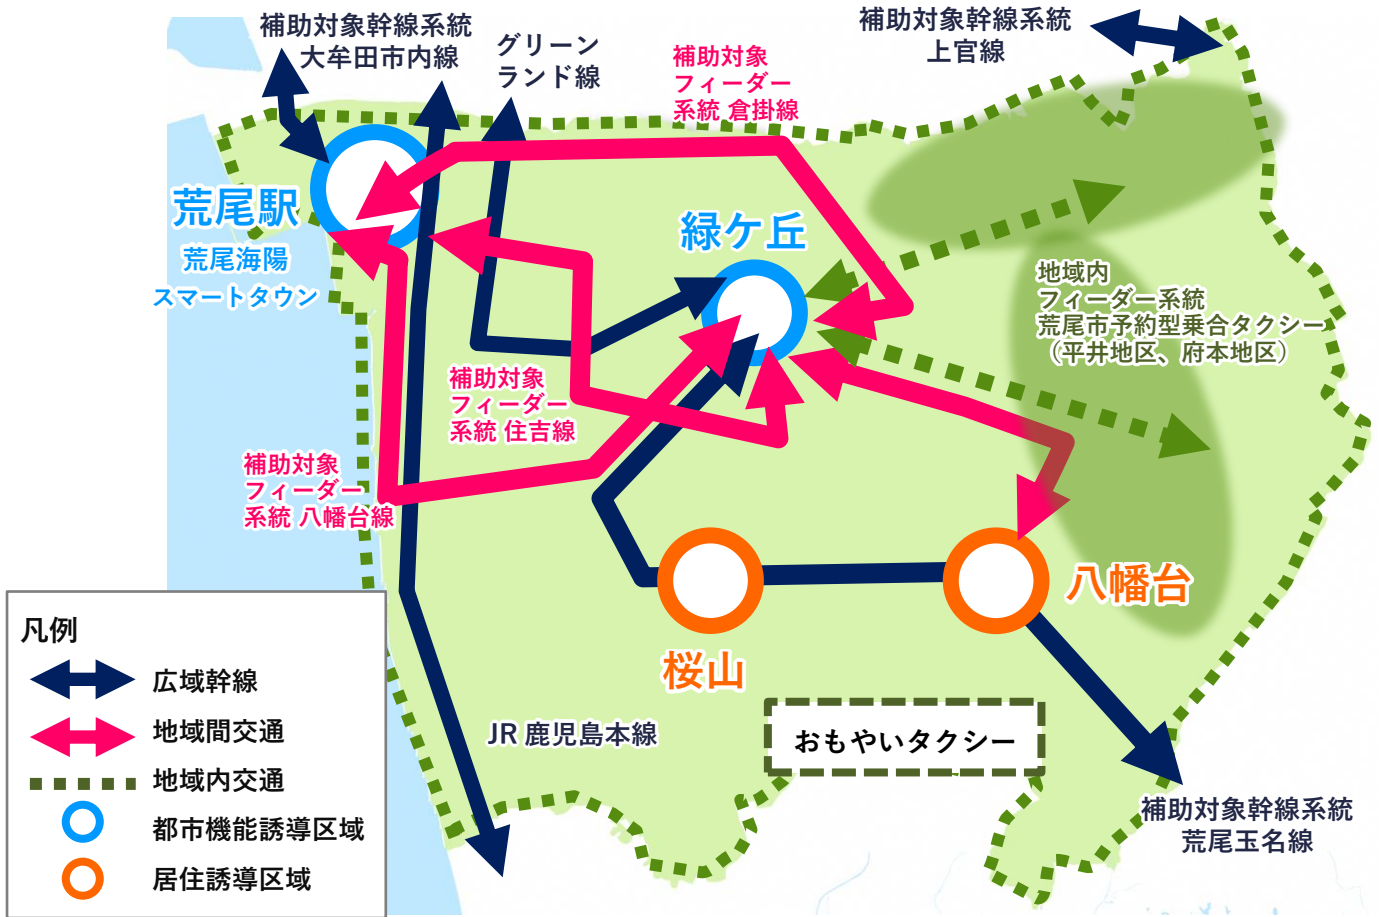 補助対象幹線系統
大牟田市内線
グリーン
ランド線
補助対象
フィーダー
系統 倉掛線
補助対象幹線系統
上官線
荒尾駅
荒尾海陽
スマートタウン
緑ケ丘
地域内
フィーダー系統
荒尾市予約型乗合タクシー
（平井地区、府本地区）
補助対象
フィーダー
系統 住吉線
補助対象
フィーダー
系統 八幡台線
八幡台
桜山
JR 鹿児島本線
おもやいタクシー
補助対象幹線系統
荒尾玉名線
凡例
広域幹線
地域間交通
地域内交通
都市機能誘導区域
居住誘導区域